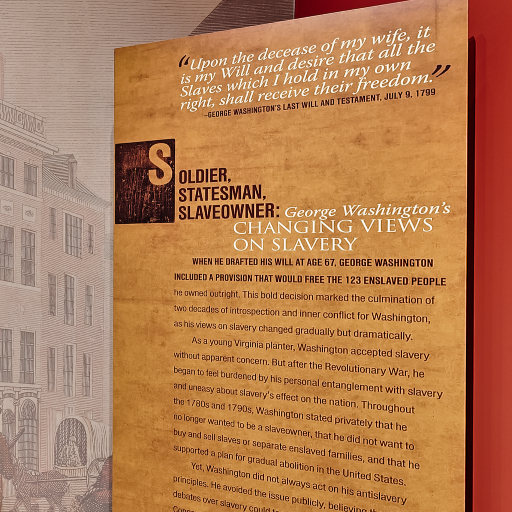 “Upon the decease of my wife, it
is my Will and desire that all the
Slaves which I hold in my own
right, shall receive their freedom.”
–GEORGE WASHINGTON'S LAST WILL AND TESTAMENT, JULY 9, 1799
SOLDIER,
STATESMAN,
SLAVEOWNER: George Washington's
CHANGING VIEWS
ON SLAVERY
WHEN HE DRAFTED HIS WILL AT AGE 67, GEORGE WASHINGTON
INCLUDED A PROVISION THAT WOULD FREE THE 123 ENSLAVED PEOPLE
he owned outright. This bold decision marked the culmination of
two decades of introspection and inner conflict for Washington,
as his views on slavery changed gradually but dramatically.
As a young Virginia planter, Washington accepted slavery
without apparent concern. But after the Revolutionary War, he
began to feel burdened by his personal entanglement with slavery
and uneasy about slavery's effect on the nation. Throughout
the 1780s and 1790s, Washington stated privately that he
no longer wanted to be a slaveowner, that he did not want to
buy and sell slaves or separate enslaved families, and that he
supported a plan for gradual abolition in the United States.
Yet, Washington did not always act on his antislavery
principles. He avoided the issue publicly, believing
debates over slavery could